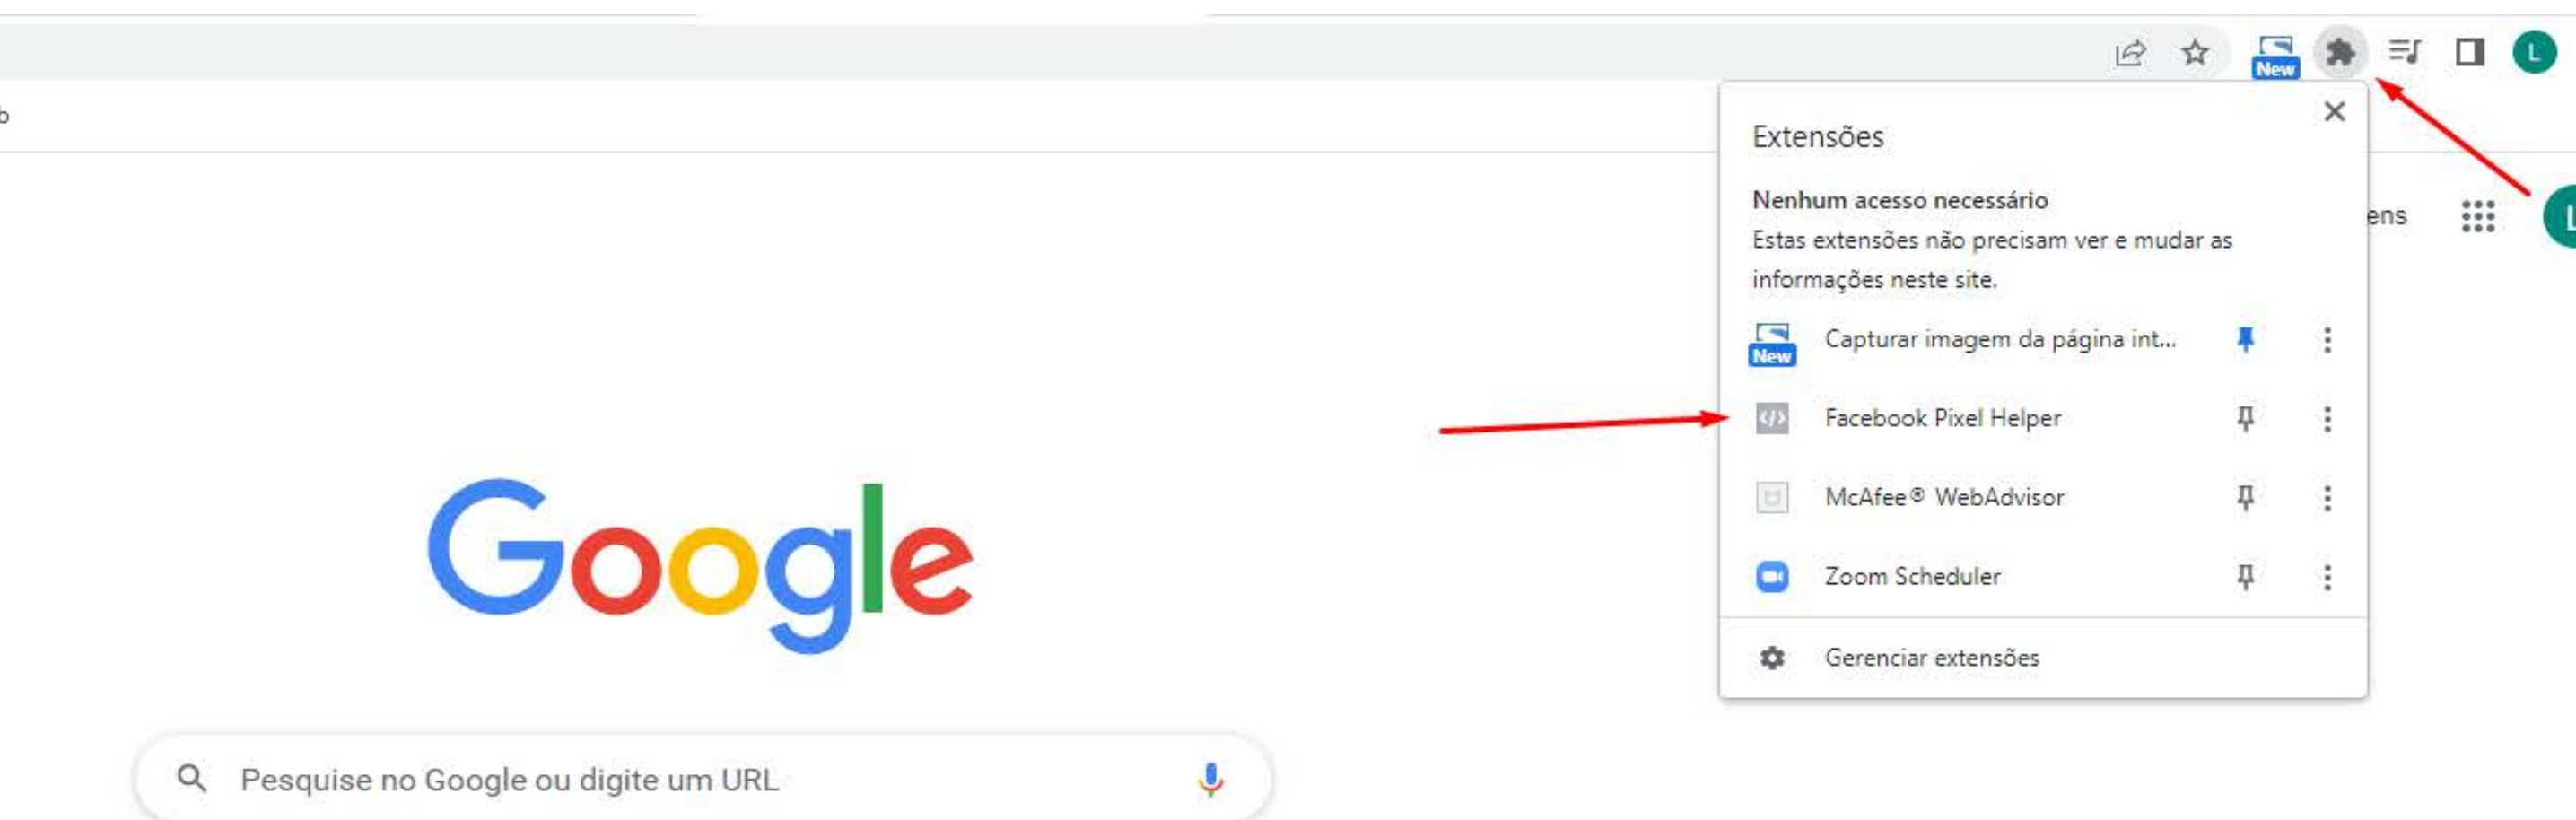 New
L
Extensões
Nenhum acesso necessário
Estas extensões não precisam ver e mudar as
informações neste site.
ens
L
New
Capturar imagem da página int...
Facebook Pixel Helper
McAfee® WebAdvisor
Zoom Scheduler
Gerenciar extensões
Google
Pesquise no Google ou digite um URL